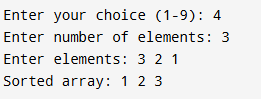 Enter your choice (1-9): 4
Enter number of elements: 3
Enter elements: 3 2 1
Sorted array: 1 2 3